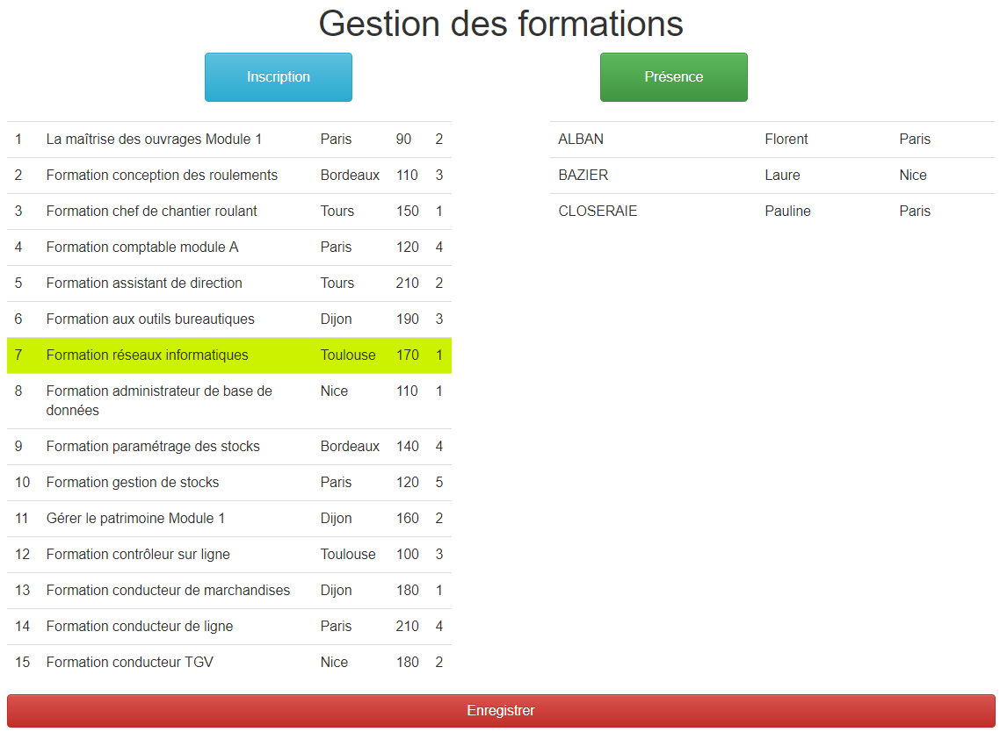 Gestion des formations
Inscription
Présence
1 La maîtrise des ouvrages Module 1 Paris 90 2
2 Formation conception des roulements Bordeaux 110 3
3 Formation chef de chantier roulant Tours 150 1
4 Formation comptable module A Paris 120 4
5 Formation assistant de direction Tours 210 2
6 Formation aux outils bureautiques Dijon 190 3
7 Formation réseaux informatiques Toulouse 170 1
8 Formation administrateur de base de Nice 110 1
données
9 Formation paramétrage des stocks Bordeaux 140 4
10 Formation gestion de stocks Paris 120 5
11 Gérer le patrimoine Module 1 Dijon 160 2
12 Formation contrôleur sur ligne Toulouse 100 3
13 Formation conducteur de marchandises Dijon 180 1
14 Formation conducteur de ligne Paris 210 4
15 Formation conducteur TGV Nice 180 2
ALBAN Florent Paris
BAZIER Laure Nice
CLOSERAIE Pauline Paris
Enregistrer